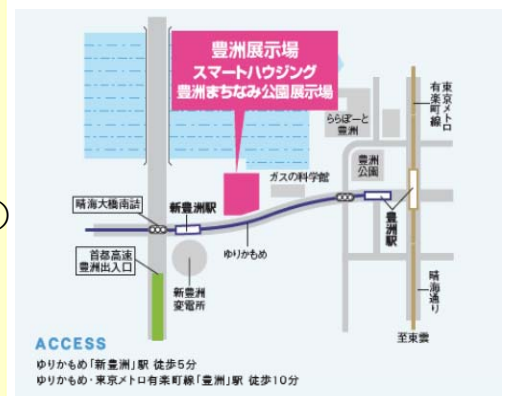 豊洲展示場
スマートハウジング
豊洲まちなみ公園展示場
東京メトロ
有楽町線
ららぽーと
豊洲
豊洲
公園
ガスの科学館
晴海大橋南詰
新豊洲駅
豊洲駅
ゆりかもめ
首都高速
豊洲出入口
新豊洲
変電所
晴海通り
至東雲
ACCESS
ゆりかもめ「新豊洲」駅 徒歩5分
ゆりかもめ・東京メトロ有楽町線「豊洲」駅 徒歩10分